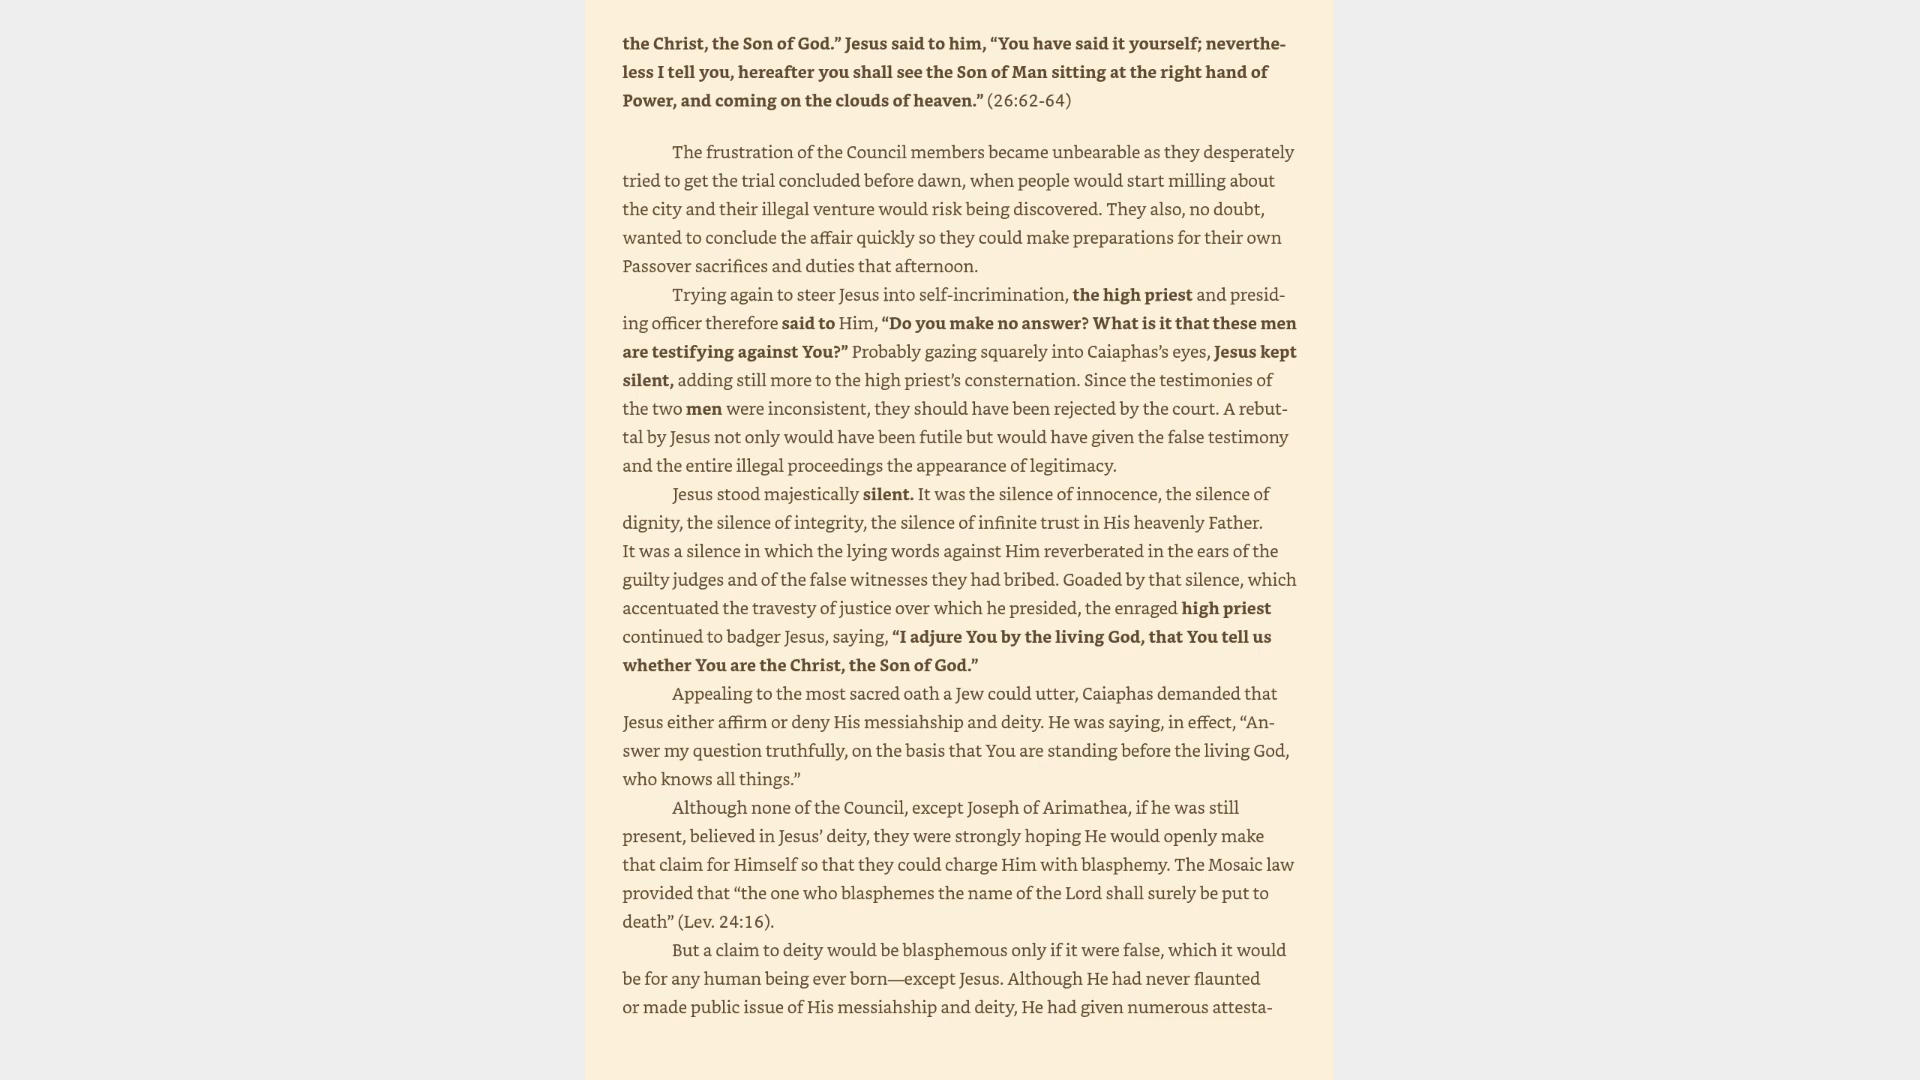 the Christ, the Son of God.” Jesus said to him, “You have said it yourself; neverthe-
less I tell you, hereafter you shall see the Son of Man sitting at the right hand of
Power, and coming on the clouds of heaven.” (26:62-64)
The frustration of the Council members became unbearable as they desperately
tried to get the trial concluded before dawn, when people would start milling about
the city and their illegal venture would risk being discovered. They also, no doubt,
wanted to conclude the affair quickly so they could make preparations for their own
Passover sacrifices and duties that afternoon.
Trying again to steer Jesus into self-incrimination, the high priest and presid-
ing officer therefore said to Him, “Do you make no answer? What is it that these men
are testifying against You?” Probably gazing squarely into Caiaphas’s eyes, Jesus kept
silent, adding still more to the high priest’s consternation. Since the testimonies of
the two men were inconsistent, they should have been rejected by the court. A rebut-
tal by Jesus not only would have been futile but would have given the false testimony
and the entire illegal proceedings the appearance of legitimacy.
Jesus stood majestically silent. It was the silence of innocence, the silence of
dignity, the silence of integrity, the silence of infinite trust in His heavenly Father.
It was a silence in which the lying words against Him reverberated in the ears of the
guilty judges and of the false witnesses they had bribed. Goaded by that silence, which
accentuated the travesty of justice over which he presided, the enraged high priest
continued to badger Jesus, saying, “I adjure You by the living God, that You tell us
whether You are the Christ, the Son of God.”
Appealing to the most sacred oath a Jew could utter, Caiaphas demanded that
Jesus either affirm or deny His messiahship and deity. He was saying, in effect, “An-
swer my question truthfully, on the basis that You are standing before the living God,
who knows all things.”
Although none of the Council, except Joseph of Arimathea, if he was still
present, believed in Jesus’ deity, they were strongly hoping He would openly make
that claim for Himself so that they could charge Him with blasphemy. The Mosaic law
provided that “the one who blasphemes the name of the Lord shall surely be put to
death” (Lev. 24:16).
But a claim to deity would be blasphemous only if it were false, which it would
be for any human being ever born—except Jesus. Although He had never flaunted
or made public issue of His messiahship and deity, He had given numerous attesta-